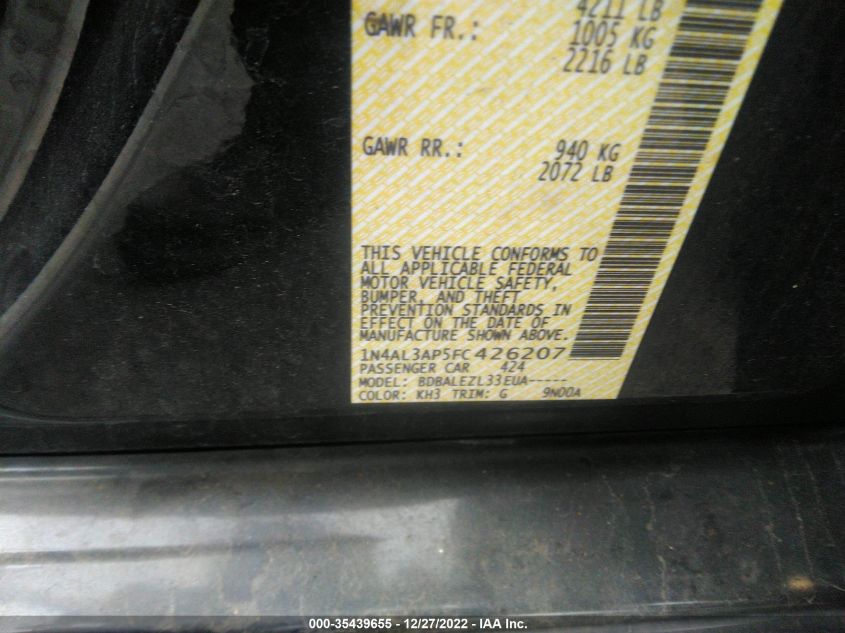 4211 LB
GAWR FR.: 1005 KG
2216 LB
GAWR RR.: 940 KG
2072 LB
THIS VEHICLE CONFORMS TO
ALL APPLICABLE FEDERAL
MOTOR VEHICLE SAFETY,
BUMPER, AND THEFT
PREVENTION STANDARDS IN
EFFECT ON THE DATE OF
MANUFACTURE SHOWN ABOVE.
1N4AL3AP5FC426207
PASSENGER CAR 424
MODEL: BDBALEZL33EUA-----
COLOR: KH3 TRIM: G 9N00A
000-35439655 - 12/27/2022 - IAA Inc.